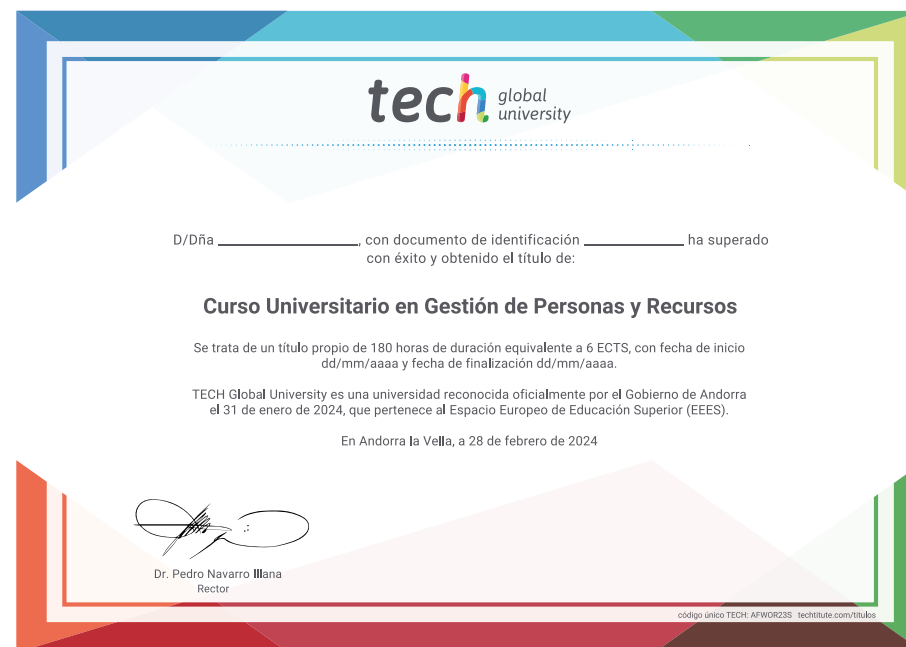 tech global university
D/Dña ____________________, con documento de identificación ______________ ha superado
con éxito y obtenido el título de:
Curso Universitario en Gestión de Personas y Recursos
Se trata de un título propio de 180 horas de duración equivalente a 6 ECTS, con fecha de inicio
dd/mm/aaaa y fecha de finalización dd/mm/aaaa.
TECH Global University es una universidad reconocida oficialmente por el Gobierno de Andorra
el 31 de enero de 2024, que pertenece al Espacio Europeo de Educación Superior (EEES).
En Andorra la Vella, a 28 de febrero de 2024
Dr. Pedro Navarro Illana
Rector
código único TECH: AFWOR23S techtitute.com/titulos